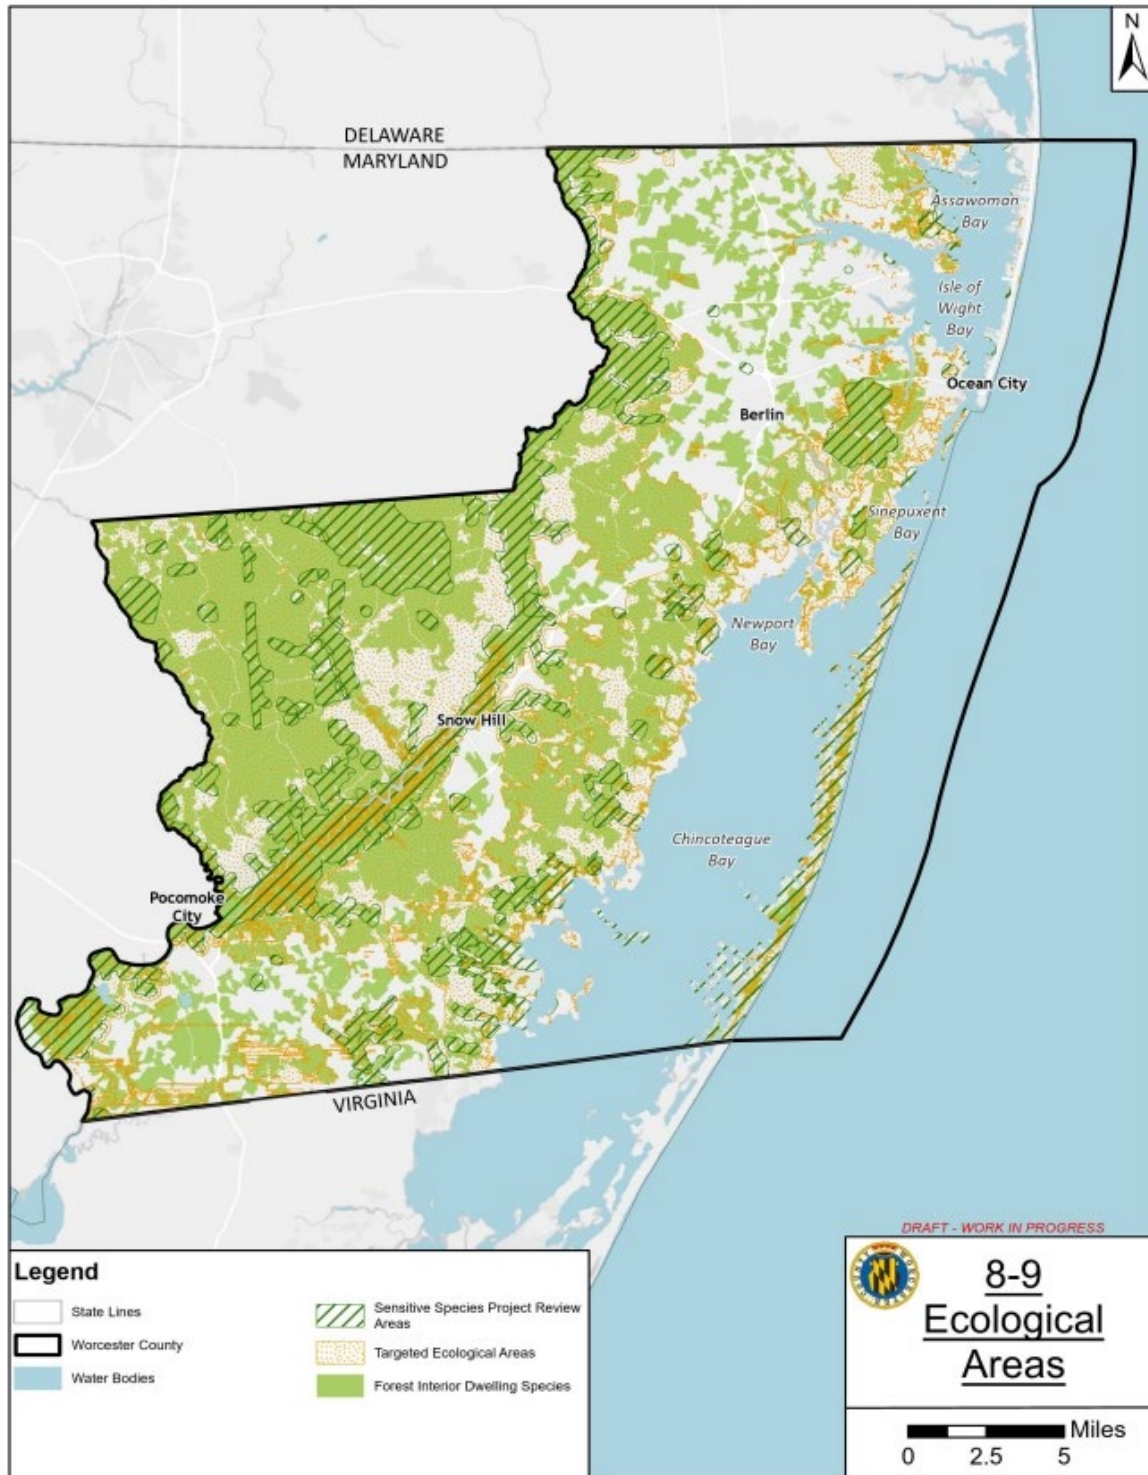 N
DELAWARE
MARYLAND
Assawoman
Bay
Isle of
Wight
Bay
Ocean City
Berlin
Sinepuxent
Bay
Newport
Bay
Snow Hill
Chincoteague
Bay
Pocomoke
City
VIRGINIA
DRAFT - WORK IN PROGRESS
Legend
State Lines
Worcester County
Water Bodies
Sensitive Species Project Review
Areas
Targeted Ecological Areas
Forest Interior Dwelling Species
8-9
Ecological
Areas
Miles
0 2.5 5